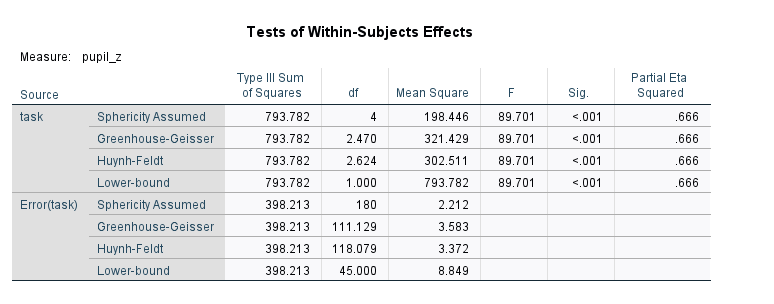 Tests of Within-Subjects Effects
Measure: pupil_z
Source Type III Sum of Squares df Mean Square F Sig. Partial Eta Squared
task Sphericity Assumed 793.782 4 198.446 89.701 <.001 .666
Greenhouse-Geisser 793.782 2.470 321.429 89.701 <.001 .666
Huynh-Feldt 793.782 2.624 302.511 89.701 <.001 .666
Lower-bound 793.782 1.000 793.782 89.701 <.001 .666
Error(task) Sphericity Assumed 398.213 180 2.212
Greenhouse-Geisser 398.213 111.129 3.583
Huynh-Feldt 398.213 118.079 3.372
Lower-bound 398.213 45.000 8.849